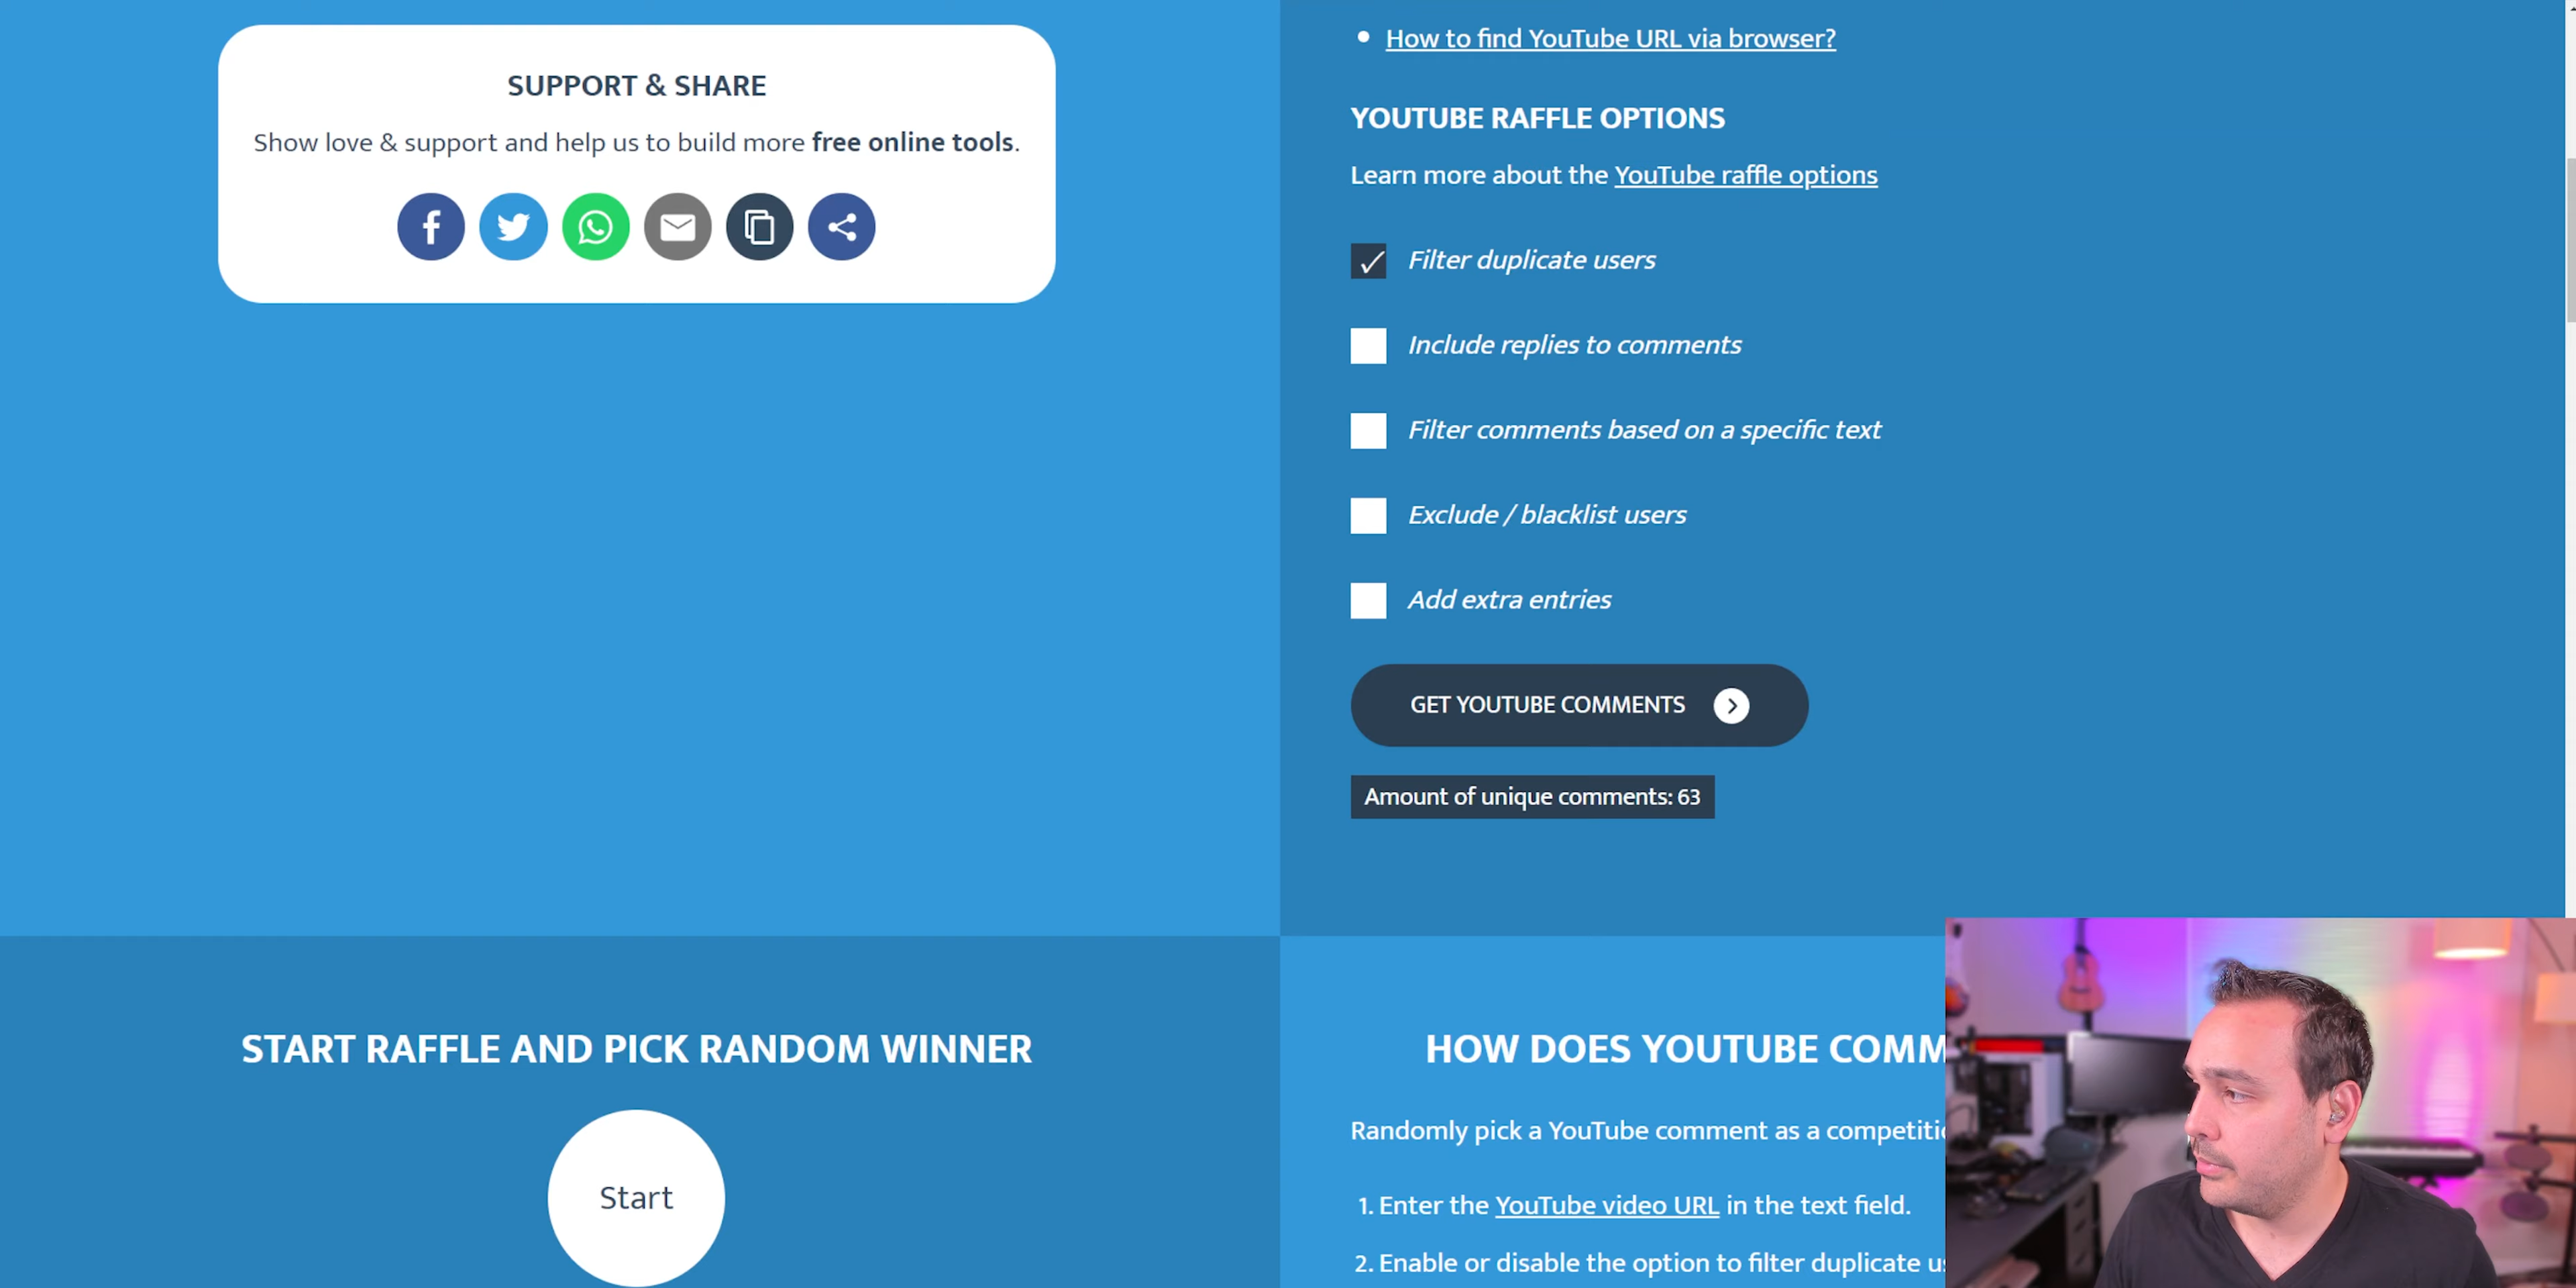 SUPPORT & SHARE
Show love & support and help us to build more free online tools.
How to find YouTube URL via browser?
YOUTUBE RAFFLE OPTIONS
Learn more about the YouTube raffle options
Filter duplicate users
Include replies to comments
Filter comments based on a specific text
Exclude / blacklist users
Add extra entries
GET YOUTUBE COMMENTS
Amount of unique comments: 63
START RAFFLE AND PICK RANDOM WINNER
Start
HOW DOES YOUTUBE COMM
Randomly pick a YouTube comment as a
1. Enter the YouTube video URL in the text field.
2. Enable or disable the option to filter duplicate